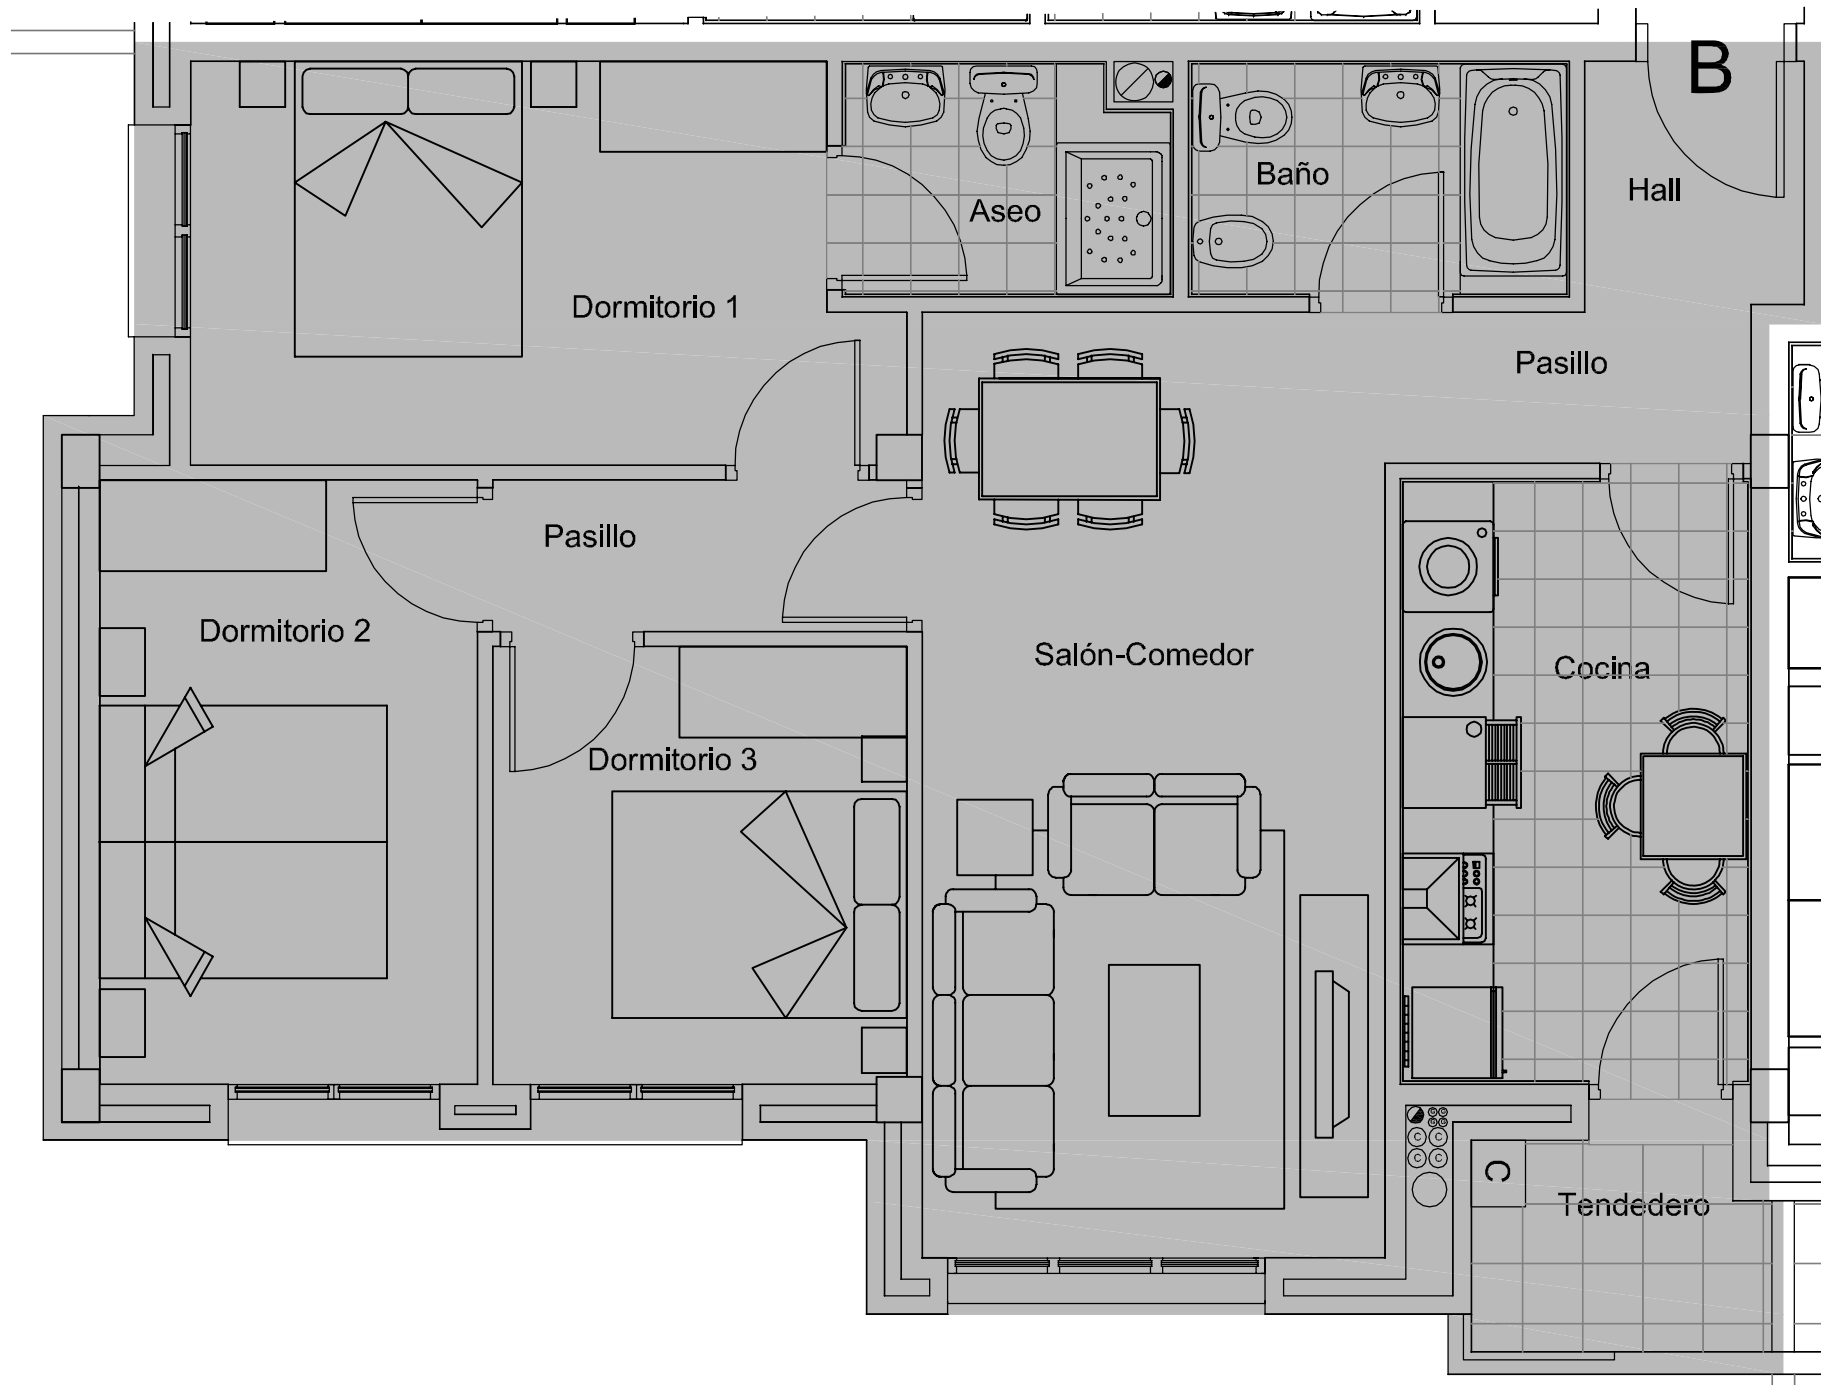 B
Baño
Hall
Aseo
Dormitorio 1
Pasillo
Pasillo
Dormitorio 2
Salón-Comedor
Cocina
Dormitorio 3
C
Tendedero